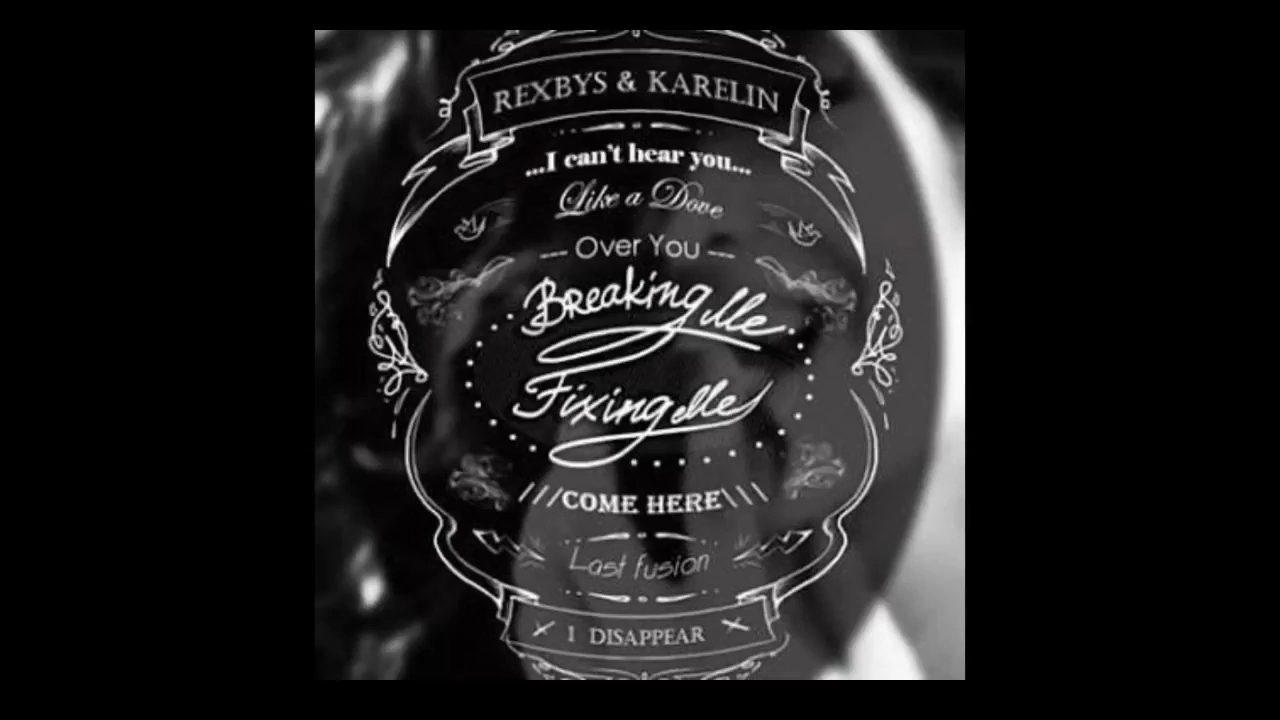 REXBYS & KARELIN
...I can't hear you...
Like a Dove
Over You
Breaking Me
Fixing Me
COME HERE
Last fusion
I DISAPPEAR